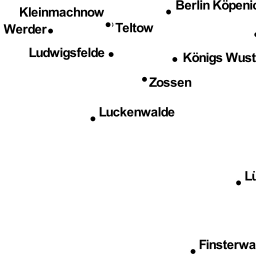 Berlin Köpenic
Kleinmachnow
Teltow
Werder
Ludwigsfelde
Königs Wust
Zossen
Luckenwalde
Lü
Finsterwa